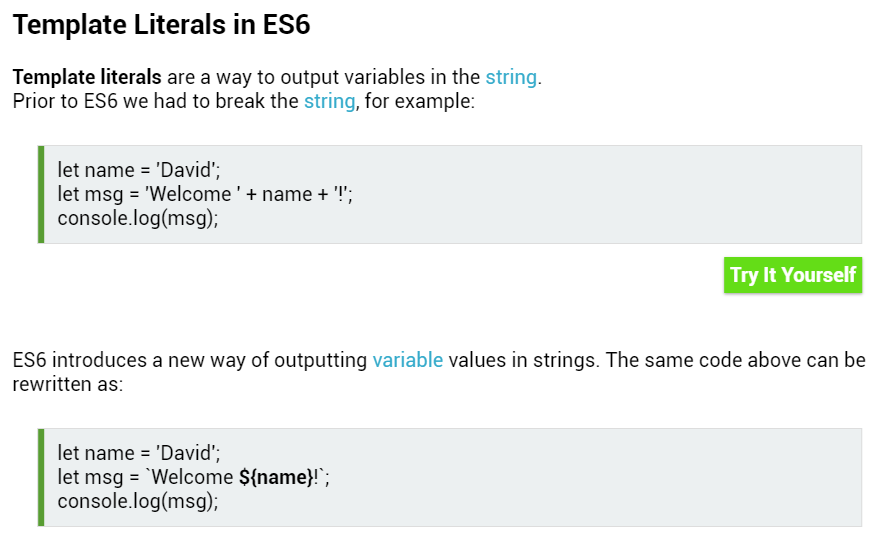 Template Literals in ES6
Template literals are a way to output variables in the string.
Prior to ES6 we had to break the string, for example:
let name = 'David';
let msg = 'Welcome ' + name + '!';
console.log(msg);
Try It Yourself
ES6 introduces a new way of outputting variable values in strings. The same code above can be
rewritten as:
let name = 'David';
let msg = `Welcome ${name}!`;
console.log(msg);